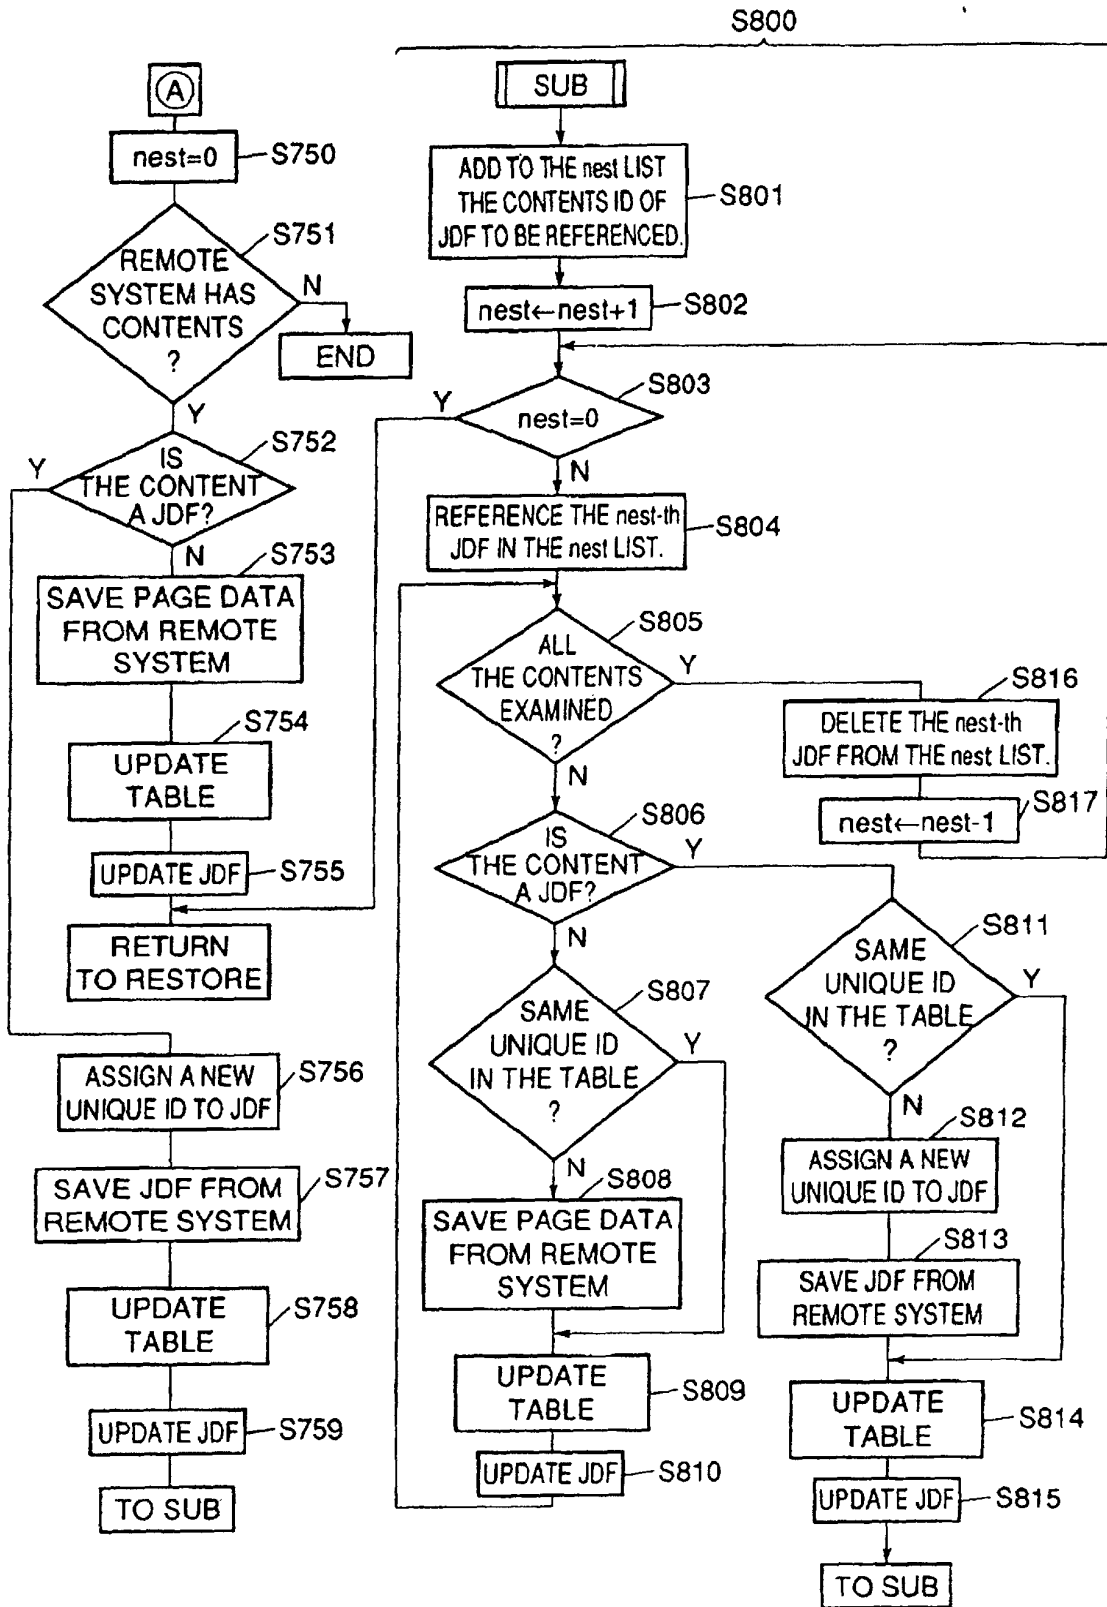 S800
A
nest=0
S750
REMOTE
SYSTEM HAS
CONTENTS
?
S751
N
END
Y
IS
THE CONTENT
A JDF?
S752
Y
N
S753
SAVE PAGE DATA
FROM REMOTE
SYSTEM
S754
UPDATE
TABLE
UPDATE JDF
S755
RETURN
TO RESTORE
ASSIGN A NEW
UNIQUE ID TO JDF
S756
SAVE JDF FROM
REMOTE SYSTEM
S757
UPDATE
TABLE
S758
UPDATE JDF
S759
TO SUB
SUB
ADD TO THE nest LIST
THE CONTENTS ID OF
JDF TO BE REFERENCED.
S801
nest←nest+1
S802
S803
Y
nest=0
N
REFERENCE THE nest-th
JDF IN THE nest LIST.
S804
S805
ALL
THE CONTENTS
EXAMINED
?
Y
N
S816
DELETE THE nest-th
JDF FROM THE nest LIST.
S817
nest←nest-1
S806
IS
THE CONTENT
A JDF?
Y
N
S807
SAME
UNIQUE ID
IN THE TABLE
?
Y
N
S808
SAVE PAGE DATA
FROM REMOTE
SYSTEM
UPDATE
TABLE
S809
UPDATE JDF
S810
S811
SAME
UNIQUE ID
IN THE TABLE
?
Y
N
S812
ASSIGN A NEW
UNIQUE ID TO JDF
S813
SAVE JDF FROM
REMOTE SYSTEM
UPDATE
TABLE
S814
UPDATE JDF
S815
TO SUB